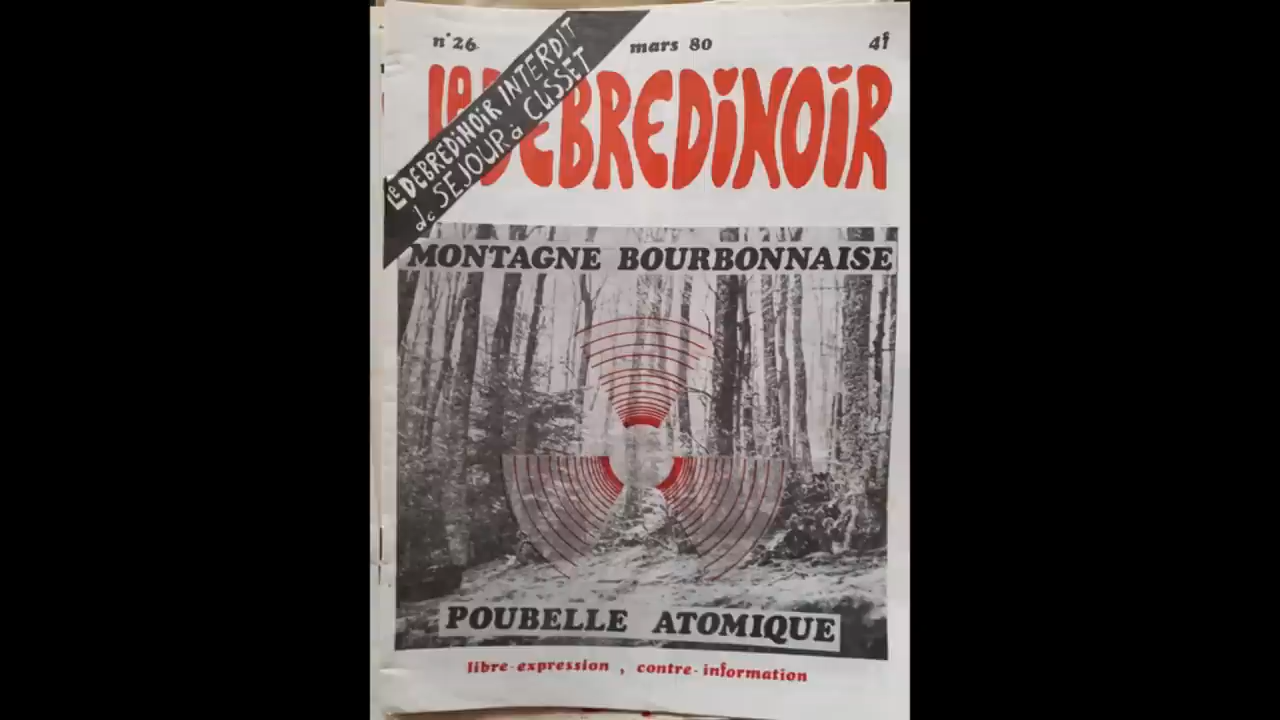 n°26
mars 80
4f
LE DEBREDINOIR
LE DEBREDINOIR INTERDIT
de SEJOUR à CUSSET
MONTAGNE BOURBONNAISE
POUBELLE ATOMIQUE
libre-expression , contre-information